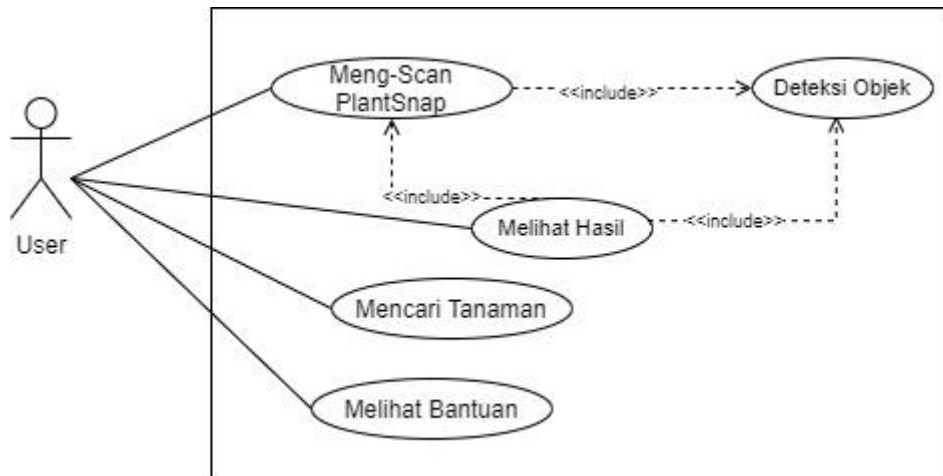 Meng-Scan
PlantSnap
<<include>>
Deteksi Objek
User
<<include>>
Melihat Hasil
<<include>>
Mencari Tanaman
Melihat Bantuan